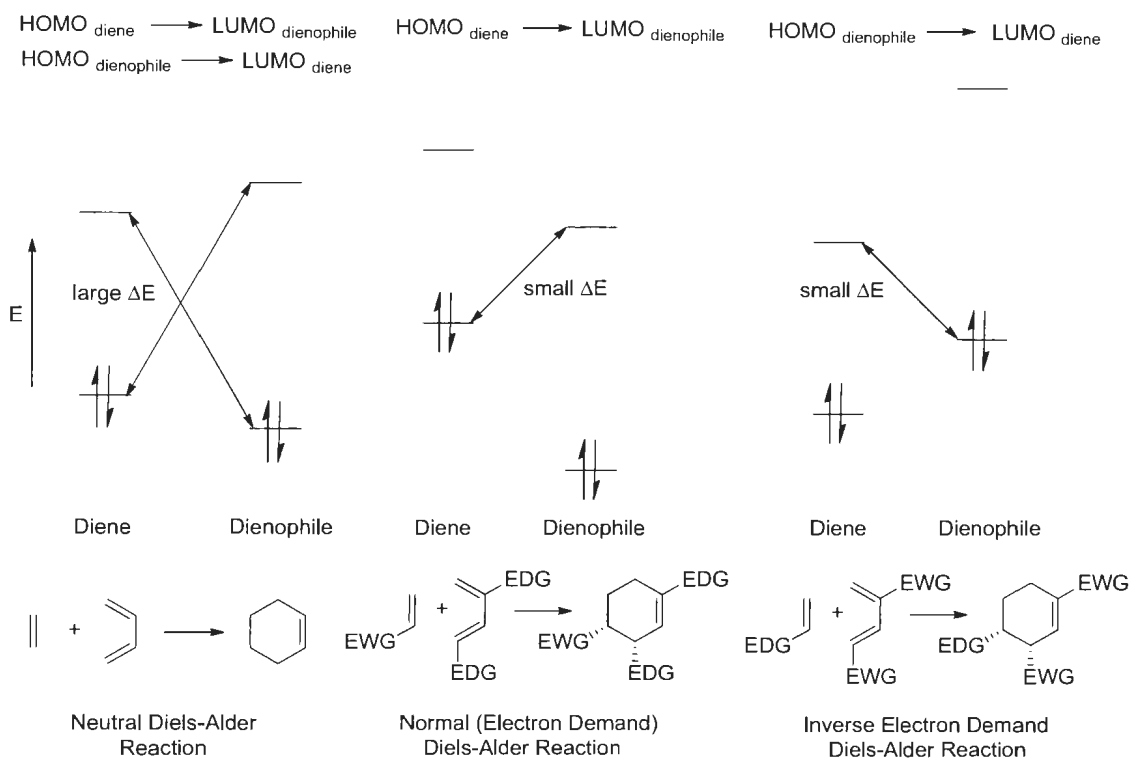 HOMO diene → LUMO dienophile
HOMO dienophile → LUMO diene
HOMO diene → LUMO dienophile
HOMO dienophile → LUMO diene
E
large ΔE
small ΔE
small ΔE
Diene Dienophile
Diene Dienophile
Diene Dienophile
+
EWG + EDG EDG
EWG EDG EDG
EDG + EWG EWG
EDG EWG EWG
Neutral Diels-Alder
Reaction
Normal (Electron Demand)
Diels-Alder Reaction
Inverse Electron Demand
Diels-Alder Reaction